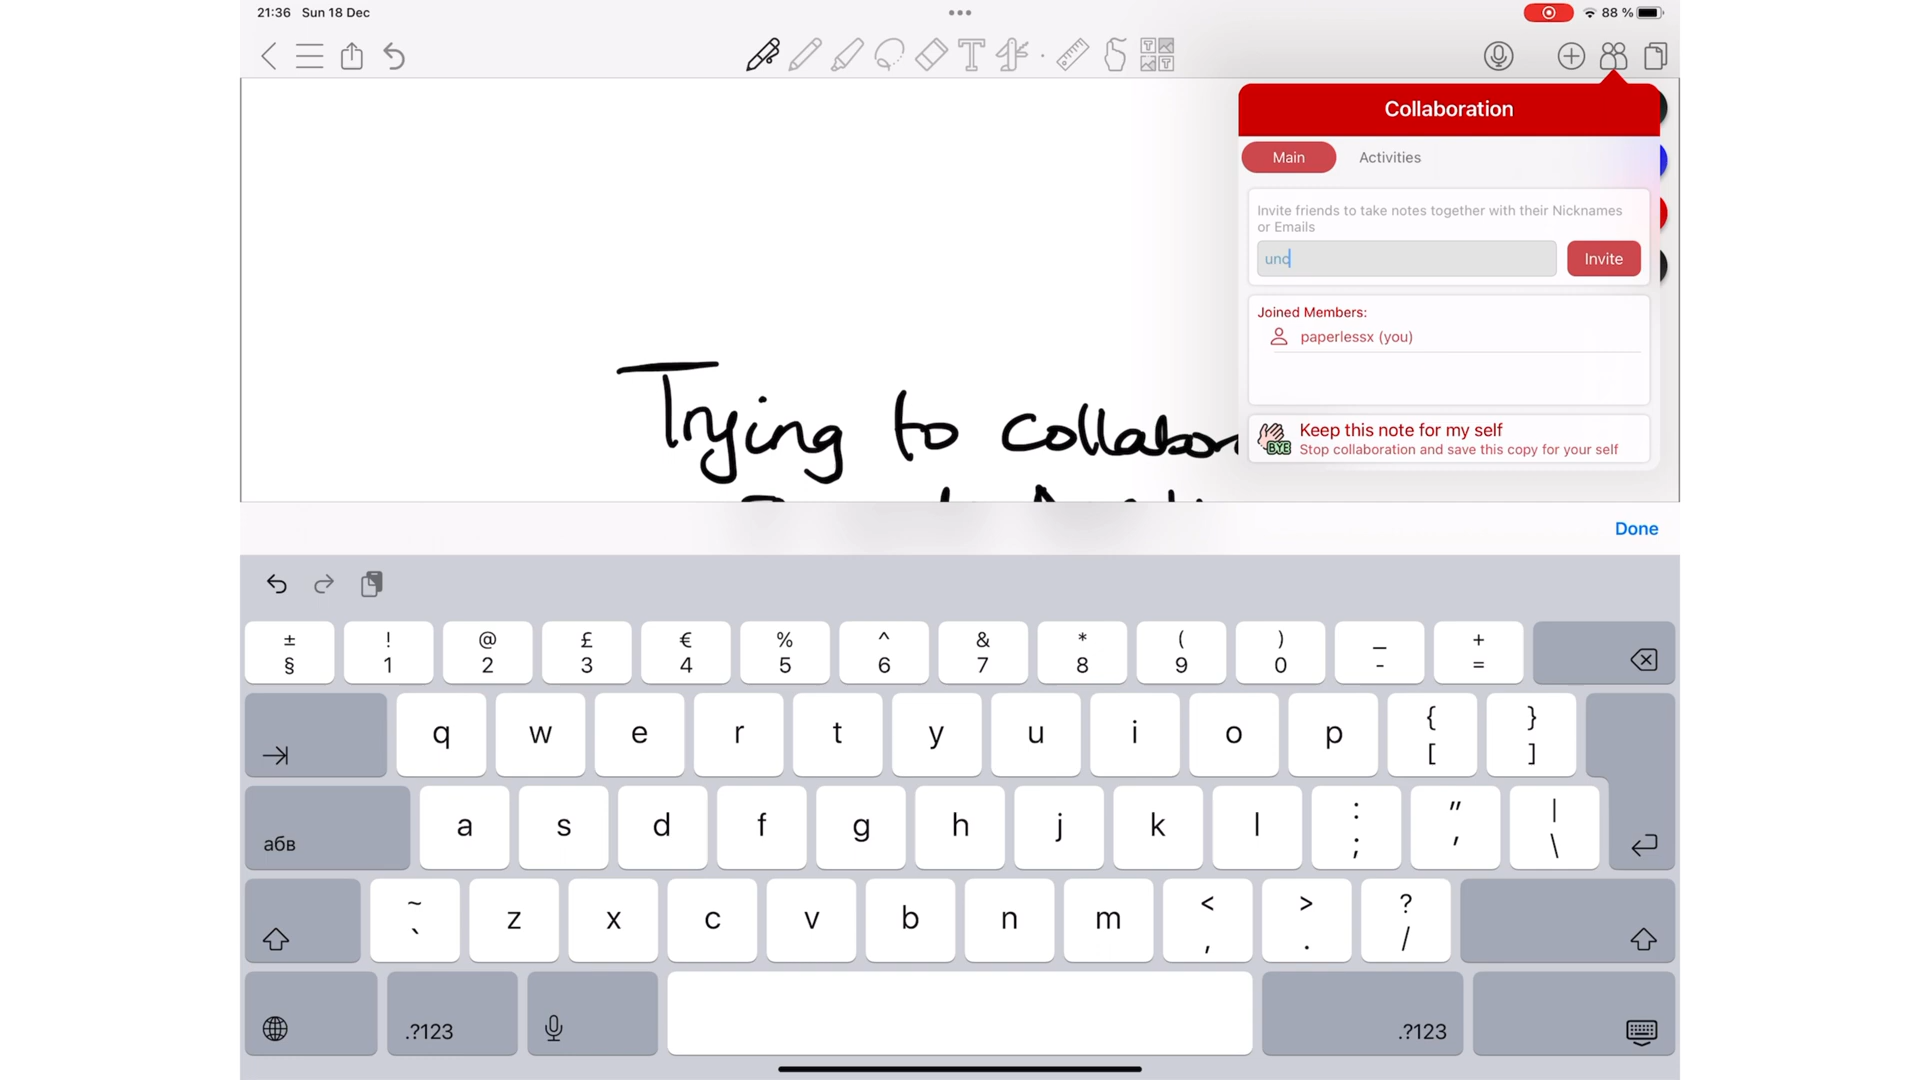 21:36 Sun 18 Dec
88 %
Collaboration
Main Activities
Invite friends to take notes together with their Nicknames
or Emails
unc
Invite
Joined Members:
paperlessx (you)
BYE
Keep this note for my self
Stop collaboration and save this copy for your self
Trying to collabor
Done
± ! @ £ € % ^ & * ( ) _ +
§ 1 2 3 4 5 6 7 8 9 0 - =
q w e r t y u i o p { }
[ ]
абв a s d f g h j k l : " |
; ' \
~ z x c v b n m < > ?
` , . /
.?123 .?123